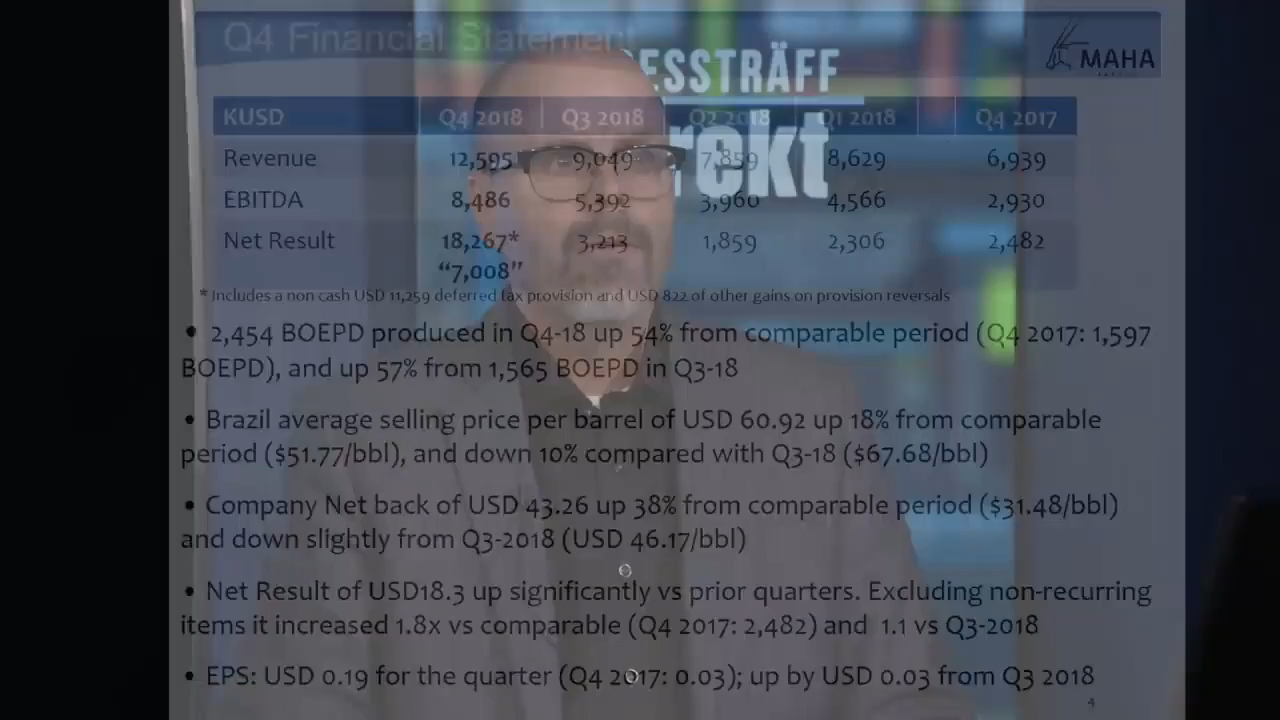 Q4 Financial Statement
ESSTRÄFF
rekt
MAHA
KUSD Q4 2018 Q3 2018 Q2 2018 Q1 2018 Q4 2017
Revenue 12,595 9,049 7,859 8,629 6,939
EBITDA 8,486 5,392 3,960 4,566 2,930
Net Result 18,267* 3,213 1,859 2,306 2,482
“7,008”
* Includes a non cash USD 11,259 deferred tax provision and USD 822 of other gains on provision reversals
• 2,454 BOEPD produced in Q4-18 up 54% from comparable period (Q4 2017: 1,597
BOEPD), and up 57% from 1,565 BOEPD in Q3-18
• Brazil average selling price per barrel of USD 60.92 up 18% from comparable
period ($51.77/bbl), and down 10% compared with Q3-18 ($67.68/bbl)
• Company Net back of USD 43.26 up 38% from comparable period ($31.48/bbl)
and down slightly from Q3-2018 (USD 46.17/bbl)
• Net Result of USD18.3 up significantly vs prior quarters. Excluding non-recurring
items it increased 1.8x vs comparable (Q4 2017: 2,482) and 1.1 vs Q3-2018
• EPS: USD 0.19 for the quarter (Q4 2017: 0.03); up by USD 0.03 from Q3 2018
4